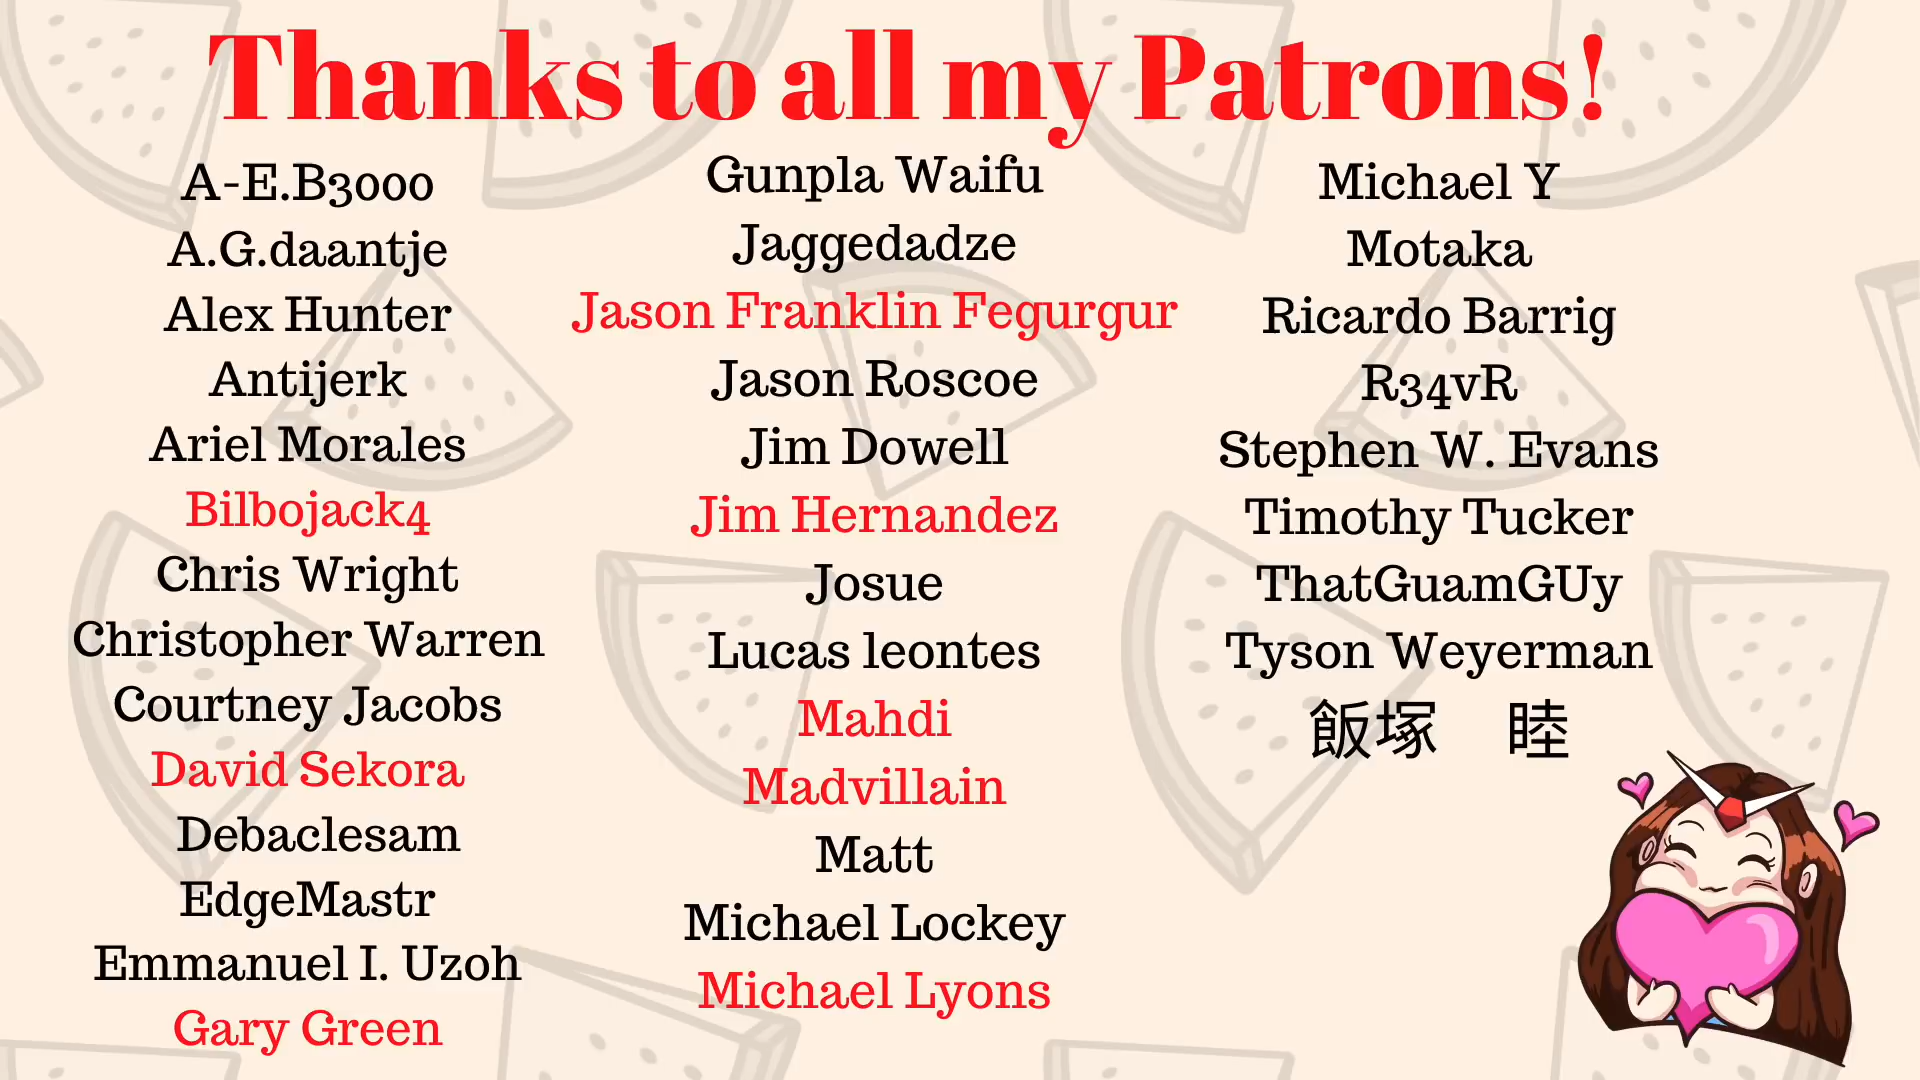 Thanks to all my Patrons!
A-E.B3000
A.G.daantje
Alex Hunter
Antijerk
Ariel Morales
Bilbojack4
Chris Wright
Christopher Warren
Courtney Jacobs
David Sekora
Debaclesam
EdgeMastr
Emmanuel I. Uzoh
Gary Green
Gunpla Waifu
Jaggedadze
Jason Franklin Fegurgur
Jason Roscoe
Jim Dowell
Jim Hernandez
Josue
Lucas leontes
Mahdi
Madvillain
Matt
Michael Lockey
Michael Lyons
Michael Y
Motaka
Ricardo Barrig
R34vR
Stephen W. Evans
Timothy Tucker
ThatGuamGUy
Tyson Weyerman
飯塚　睦